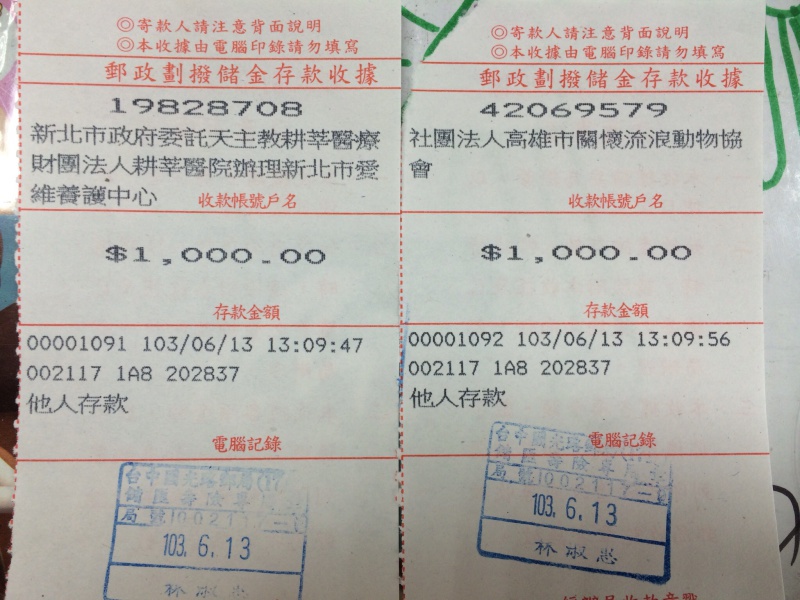 ◎寄款人請注意背面說明
◎本收據由電腦印錄請勿填寫
郵政劃撥儲金存款收據
19828708
新北市政府委託天主教耕莘醫療
財團法人耕莘醫院辦理新北市愛
維養護中心
收款帳號戶名
$1,000.00
存款金額
00001091 103/06/13 13:09:47
002117 1A8 202837
他人存款
電腦記錄
103. 6. 13
◎寄款人請注意背面說明
◎本收據由電腦印錄請勿填寫
郵政劃撥儲金存款收據
42069579
社團法人高雄市關懷流浪動物協
會
收款帳號戶名
$1,000.00
存款金額
00001092 103/06/13 13:09:56
002117 1A8 202837
他人存款
電腦記錄
103. 6. 13